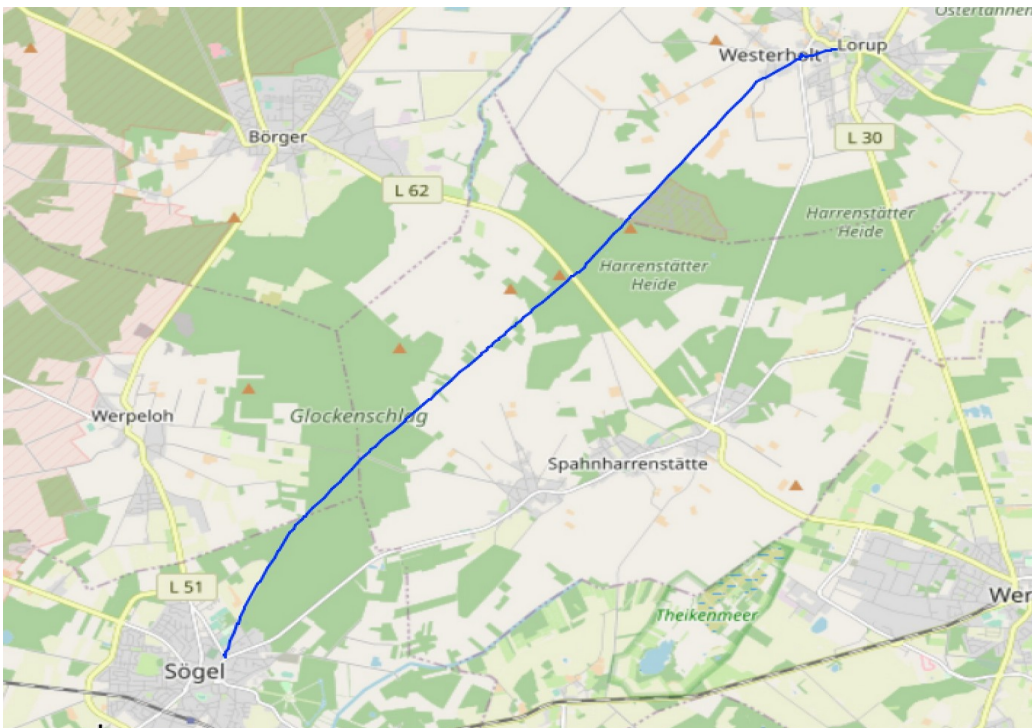 Ostertannen
Westerholt
Lorup
Börger
L 30
L 62
Harrenstätter
Heide
Harrenstätter
Heide
Werpeloh
Glockenschlag
Spahnharrenstätte
L 51
Wer
Theikenmeer
Sögel